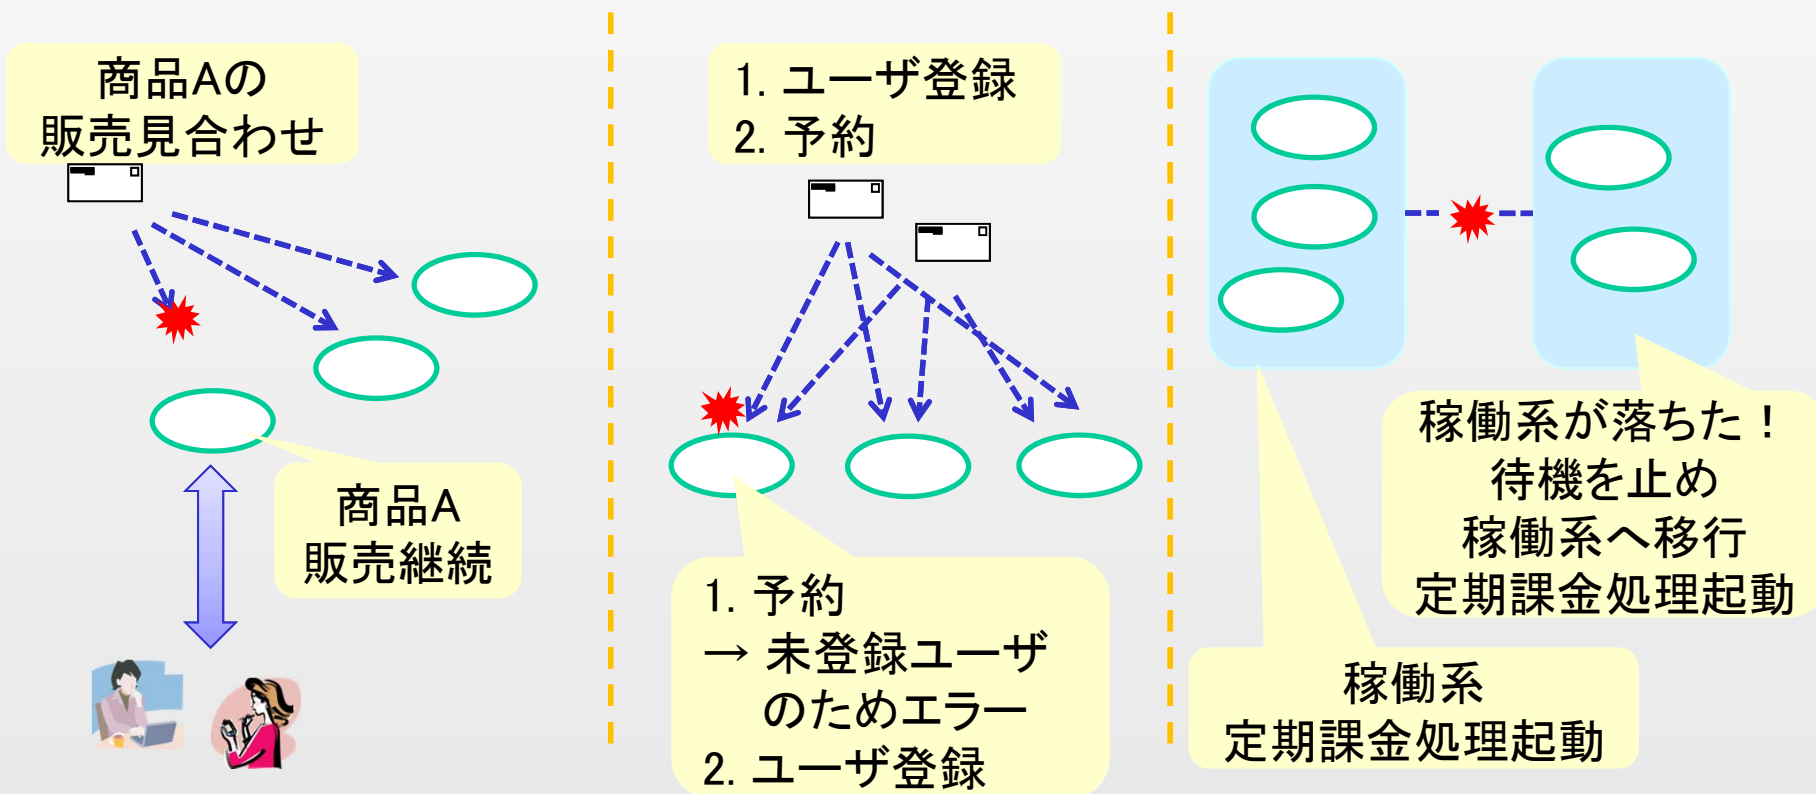 商品Aの
販売見合わせ
商品A
販売継続
1. ユーザ登録
2. 予約
1. 予約
→ 未登録ユーザ
のためエラー
2. ユーザ登録
稼働系が落ちた！
待機を止め
稼働系へ移行
定期課金処理起動
稼働系
定期課金処理起動